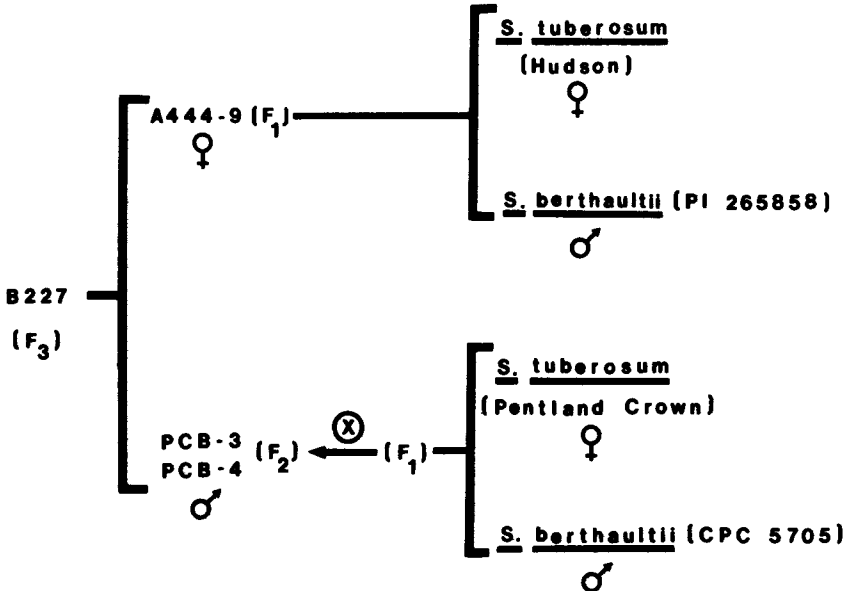 S. tuberosum
(Hudson)
♀
A444-9 (F1)
♀
S. berthaultii (PI 265858)
♂
B227
(F3)
S. tuberosum
(Pentland Crown)
♀
PCB-3
PCB-4
(F2)
♂
X
(F1)
S. berthaultii (CPC 5705)
♂